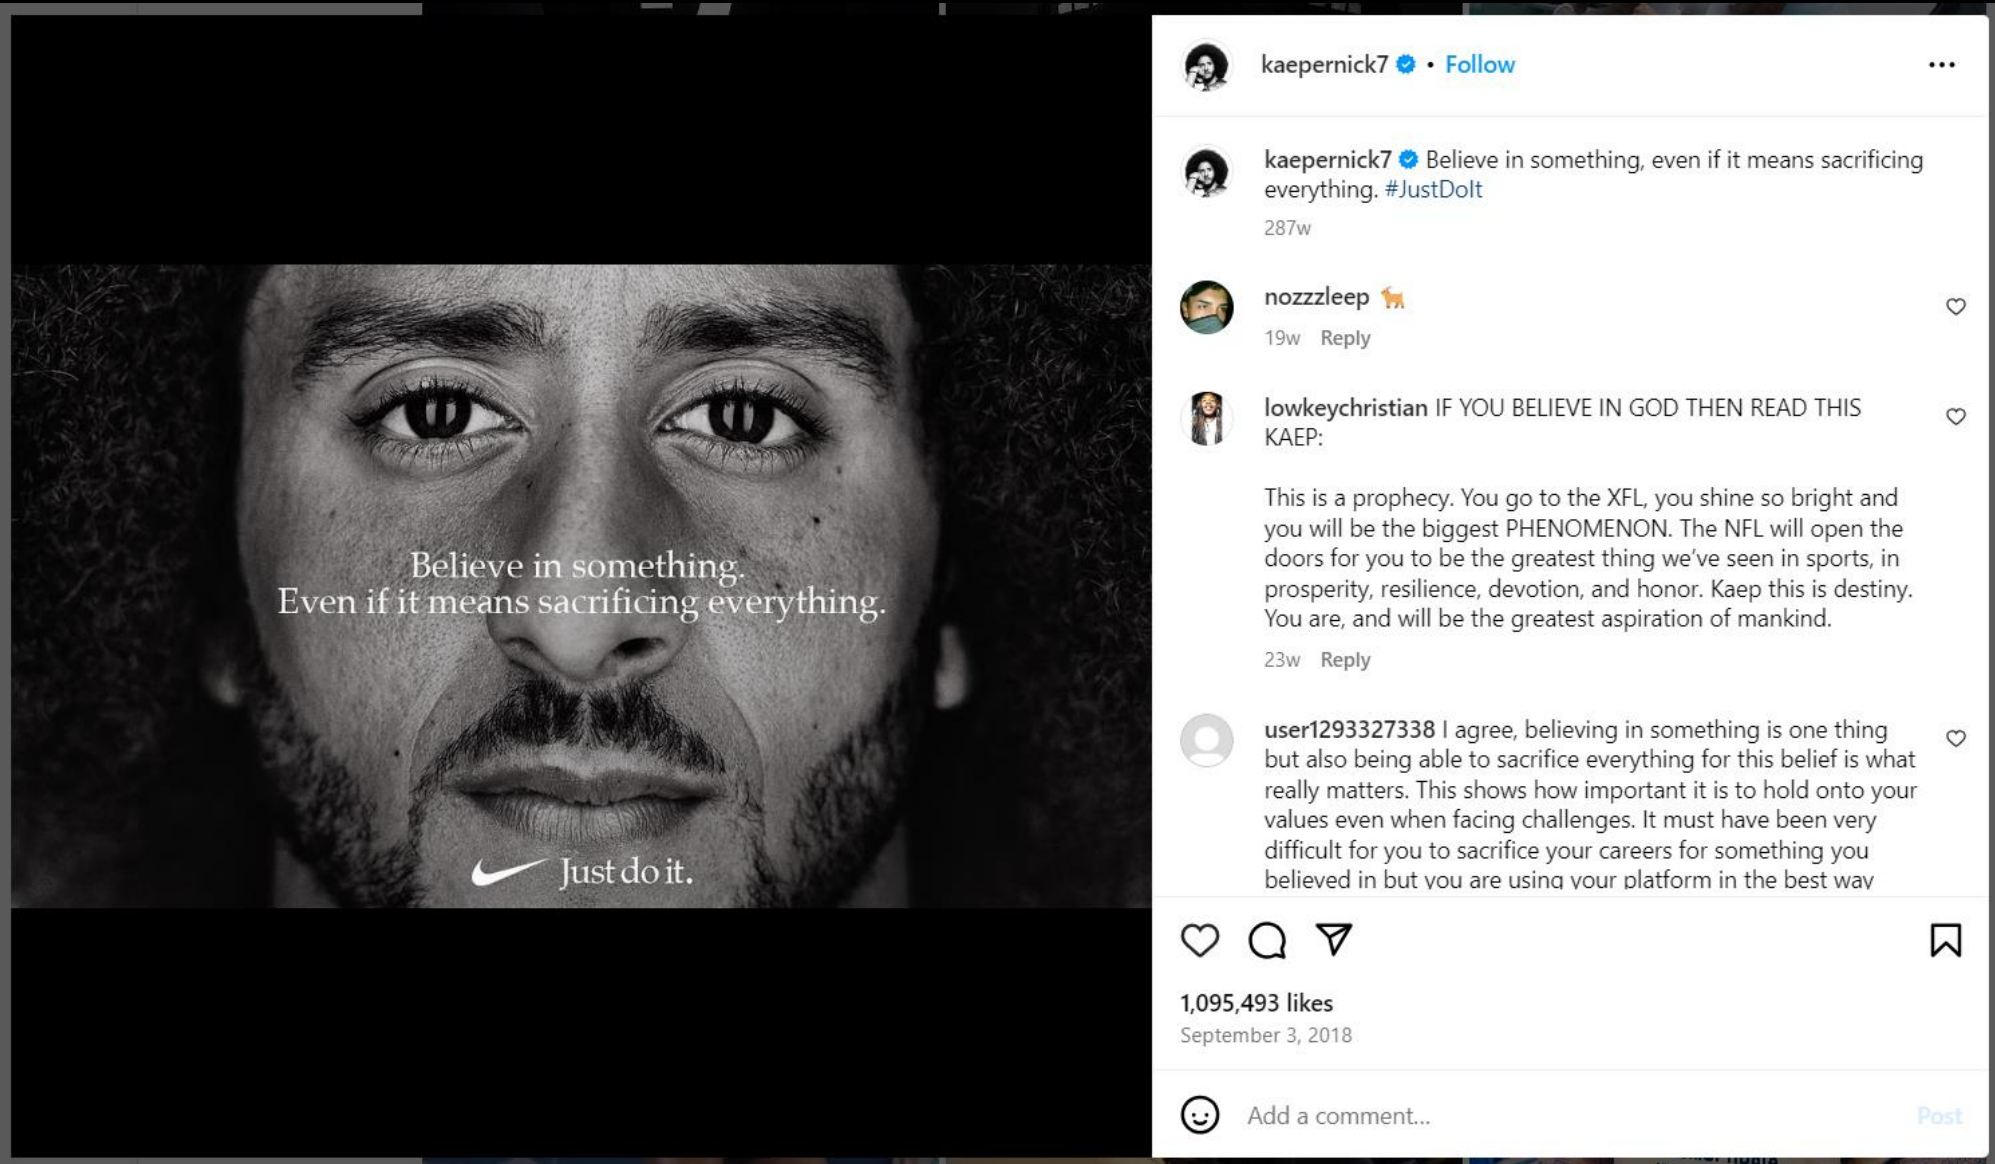 Believe in something.
Even if it means sacrificing everything.
Just do it.
kaepernick7 • Follow
kaepernick7 Believe in something, even if it means sacrificing
everything. #JustDoIt
287w
nozzzleep
19w Reply
lowkeychristian IF YOU BELIEVE IN GOD THEN READ THIS
KAEP:
This is a prophecy. You go to the XFL, you shine so bright and
you will be the biggest PHENOMENON. The NFL will open the
doors for you to be the greatest thing we've seen in sports, in
prosperity, resilience, devotion, and honor. Kaep this is destiny.
You are, and will be the greatest aspiration of mankind.
23w Reply
user1293327338 I agree, believing in something is one thing
but also being able to sacrifice everything for this belief is what
really matters. This shows how important it is to hold onto your
values even when facing challenges. It must have been very
difficult for you to sacrifice your careers for something you
believed in but you are using your platform in the best way
1,095,493 likes
September 3, 2018
Add a comment...
Post